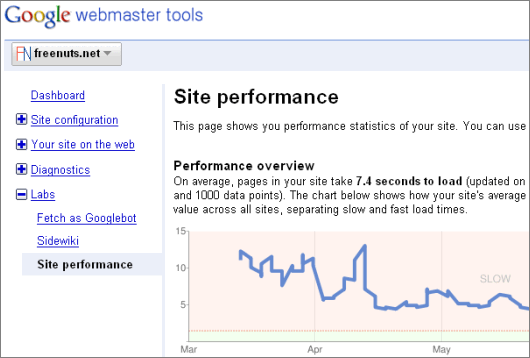 Google webmaster tools
freenuts.net
Dashboard
Site configuration
Your site on the web
Diagnostics
Labs
Fetch as Googlebot
Sidewiki
Site performance
Site performance
This page shows you performance statistics of your site. You can use
Performance overview
On average, pages in your site take 7.4 seconds to load (updated on
and 1000 data points). The chart below shows how your site's average
value across all sites, separating slow and fast load times.
15
10
5
SLOW
Mar Apr May